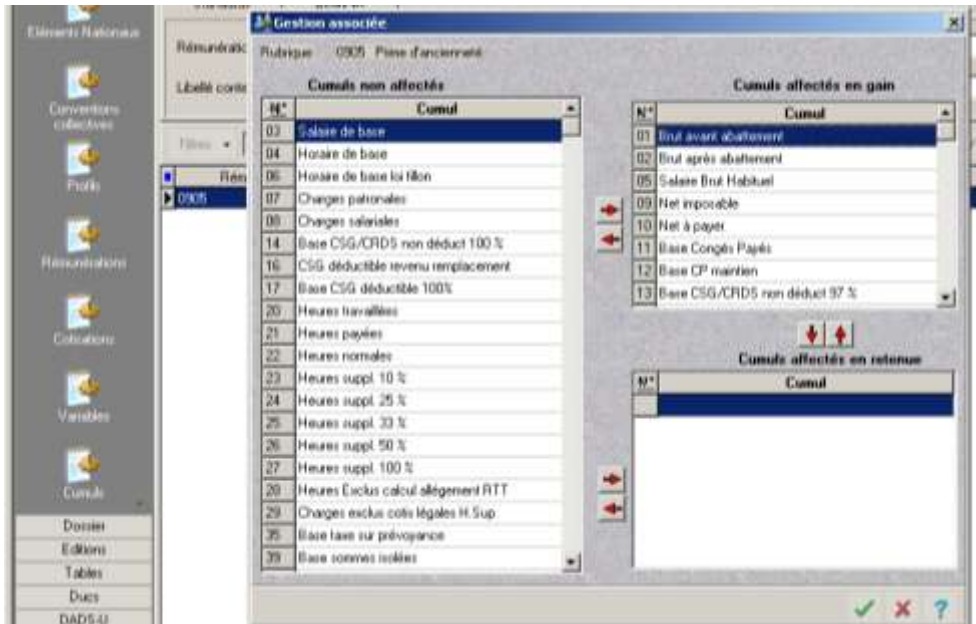 Eléments Nationaux
Conventions
collectives
Profils
Rémunérations
Cotisations
Variables
Cumuls
Dossier
Editions
Tables
Ducs
DADS-U
Filtres
0905
Gestion associée
Rubrique 0905 Prime d'ancienneté
Cumuls non affectés
N° Cumul
03 Salaire de base
04 Horaire de base
06 Horaire de base loi fillon
07 Charges patronales
08 Charges salariales
14 Base CSG/CRDS non déduct 100 %
16 CSG déductible revenu remplacement
17 Base CSG déductible 100%
20 Heures travaillées
21 Heures payées
22 Heures normales
23 Heures suppl. 10 %
24 Heures suppl. 25 %
25 Heures suppl. 33 %
26 Heures suppl. 50 %
27 Heures suppl. 100 %
28 Heures Exclus calcul allégement RTT
29 Charges exclus cotis légales H.Sup
35 Base taxe sur prévoyance
39 Base sommes isolées
Cumuls affectés en gain
N° Cumul
01 Brut avant abattement
02 Brut après abattement
05 Salaire Brut Habituel
09 Net imposable
10 Net à payer
11 Base Congés Payés
12 Base CP maintien
13 Base CSG/CRDS non déduct 97 %
Cumuls affectés en retenue
N° Cumul